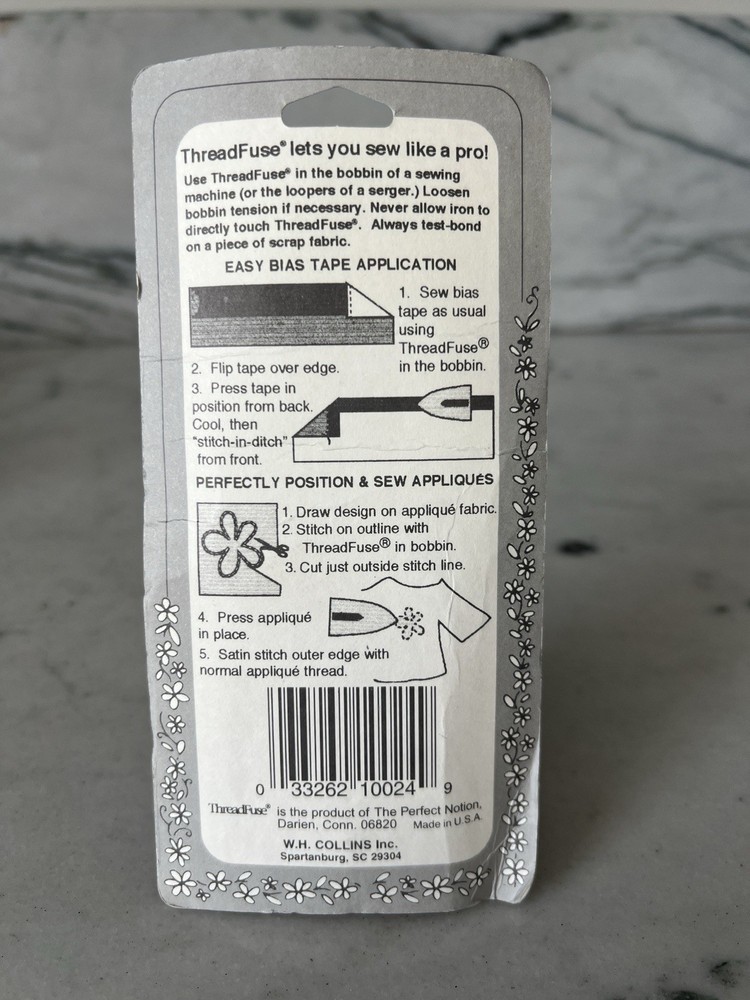 ThreadFuse® lets you sew like a pro!
Use ThreadFuse® in the bobbin of a sewing
machine (or the loopers of a serger.) Loosen
bobbin tension if necessary. Never allow iron to
directly touch ThreadFuse®. Always test-bond
on a piece of scrap fabric.
EASY BIAS TAPE APPLICATION
1. Sew bias
tape as usual
using
ThreadFuse®
in the bobbin.
2. Flip tape over edge.
3. Press tape in
position from back.
Cool, then
"stitch-in-ditch"
from front.
PERFECTLY POSITION & SEW APPLIQUÉS
1. Draw design on appliqué fabric.
2. Stitch on outline with
ThreadFuse® in bobbin.
3. Cut just outside stitch line.
4. Press appliqué
in place.
5. Satin stitch outer edge with
normal appliqué thread.
0 33262 10024 9
ThreadFuse® is the product of The Perfect Notion,
Darien, Conn. 06820 Made in U.S.A.
W.H. COLLINS Inc.
Spartanburg, SC 29304